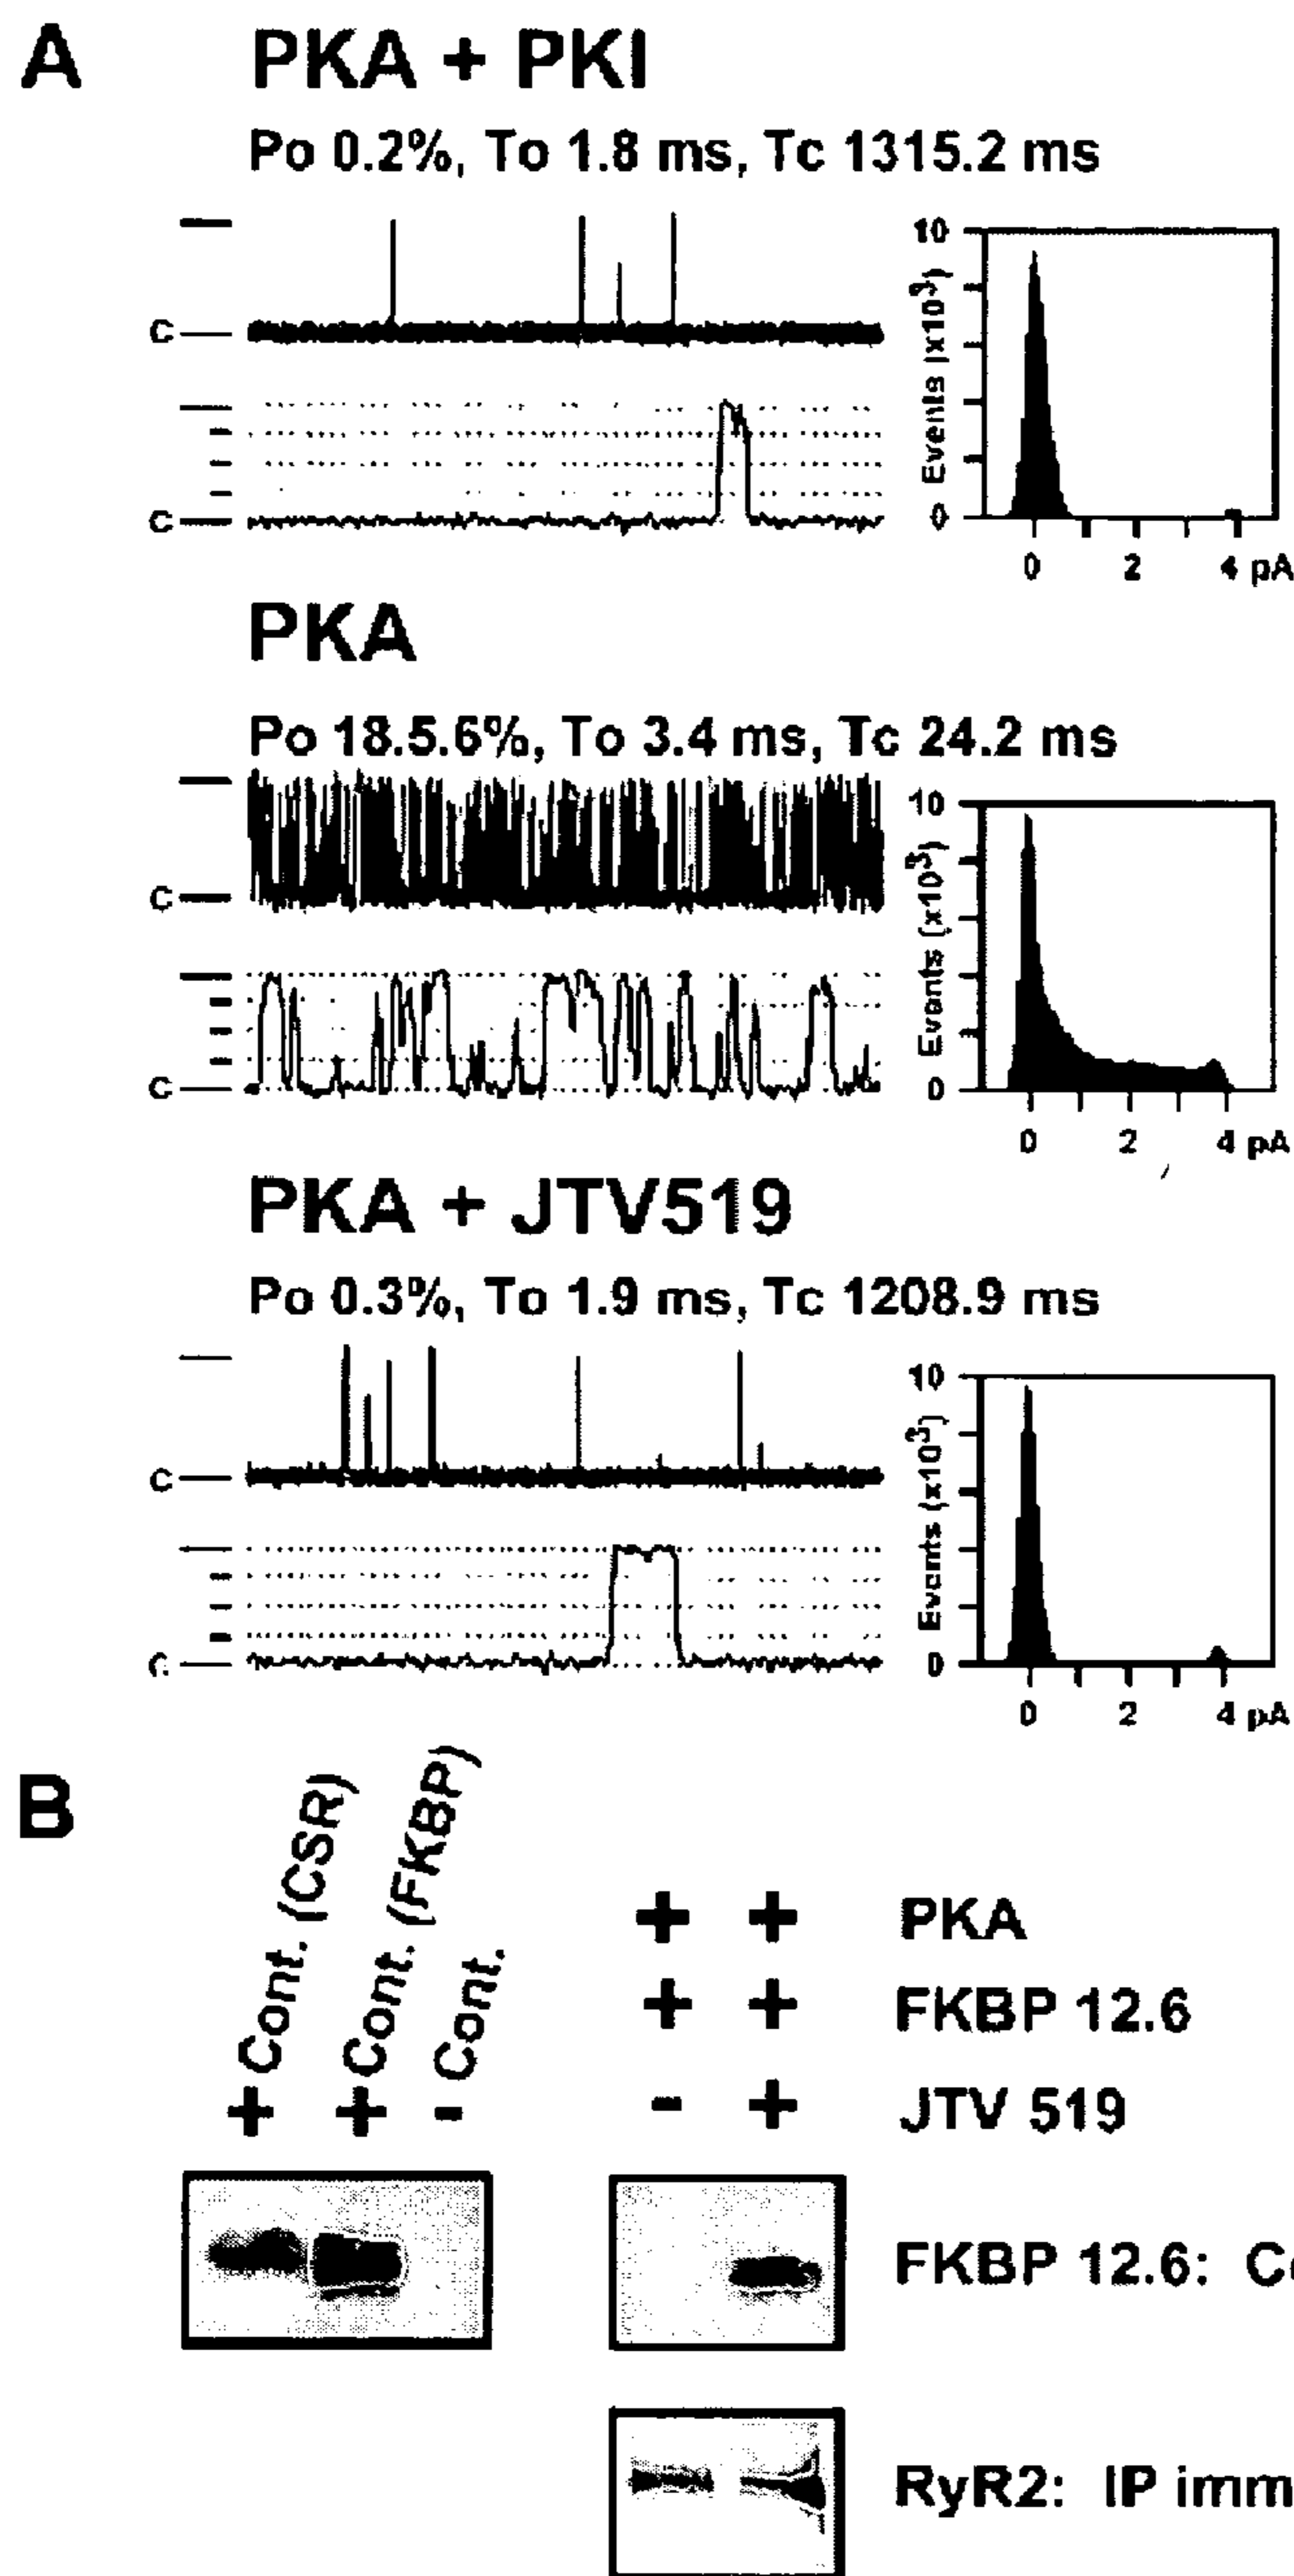 A
PKA + PKI
Po 0.2%, To 1.8 ms, Tc 1315.2 ms
C
C
10
Events (x10³)
0
0 2 4 pA
PKA
Po 18.5.6%, To 3.4 ms, Tc 24.2 ms
C
C
10
Events (x10³)
0
0 2 4 pA
PKA + JTV519
Po 0.3%, To 1.9 ms, Tc 1208.9 ms
C
C
10
Events (x10³)
0
0 2 4 pA
B
+ Cont. (CSR)
+ Cont. (FKBP)
- Cont.
+ + PKA
+ + FKBP 12.6
- + JTV 519
FKBP 12.6:
RyR2: IP